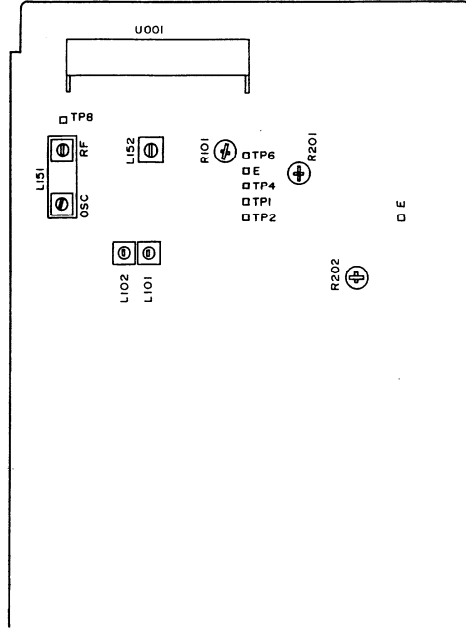 U001
TP8
L151
RF
OSC
L152
R101
TP6
E
TP4
TP1
TP2
R201
E
L102
L101
R202